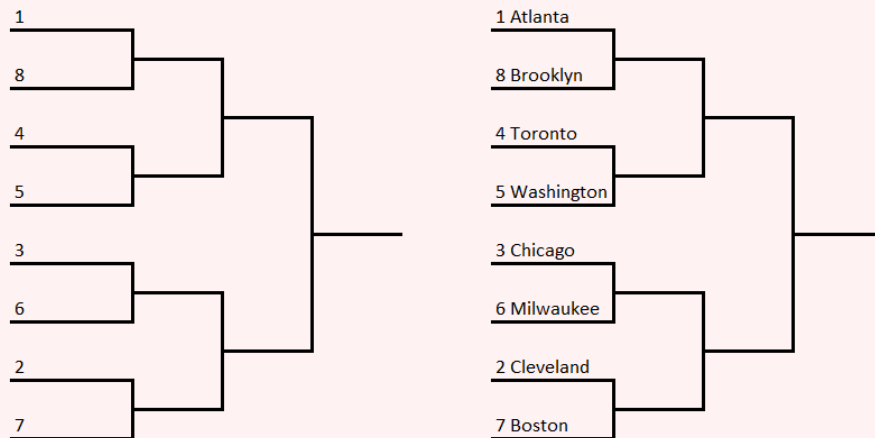 1
8
4
5
3
6
2
7
1 Atlanta
8 Brooklyn
4 Toronto
5 Washington
3 Chicago
6 Milwaukee
2 Cleveland
7 Boston